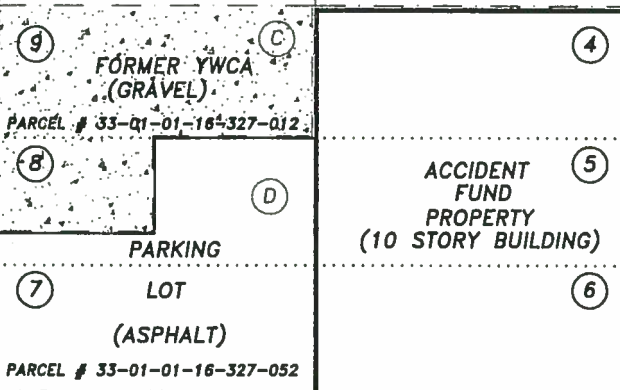 9
C
FORMER YWCA
(GRAVEL)
PARCEL # 33-01-01-16-327-012
8
D
PARKING
7
LOT
(ASPHALT)
PARCEL # 33-01-01-16-327-052
4
ACCIDENT
5
FUND
PROPERTY
(10 STORY BUILDING)
6